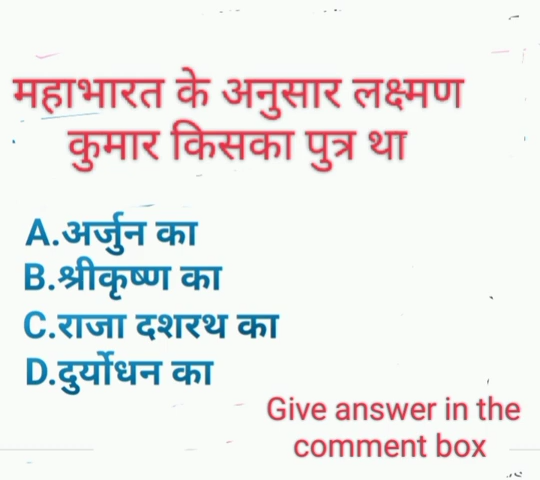 महाभारत के अनुसार लक्ष्मण
कुमार किसका पुत्र था
A.अर्जुन का
B.श्रीकृष्ण का
C.राजा दशरथ का
D.दुर्योधन का
Give answer in the
comment box